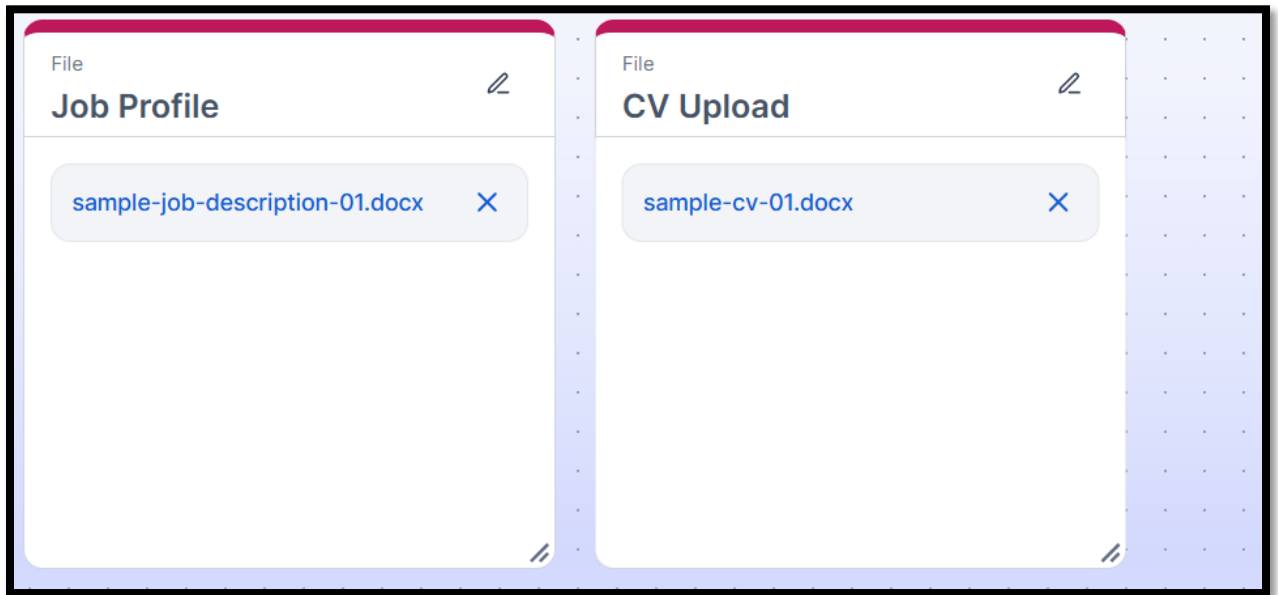 File
Job Profile
sample-job-description-01.docx
File
CV Upload
sample-cv-01.docx